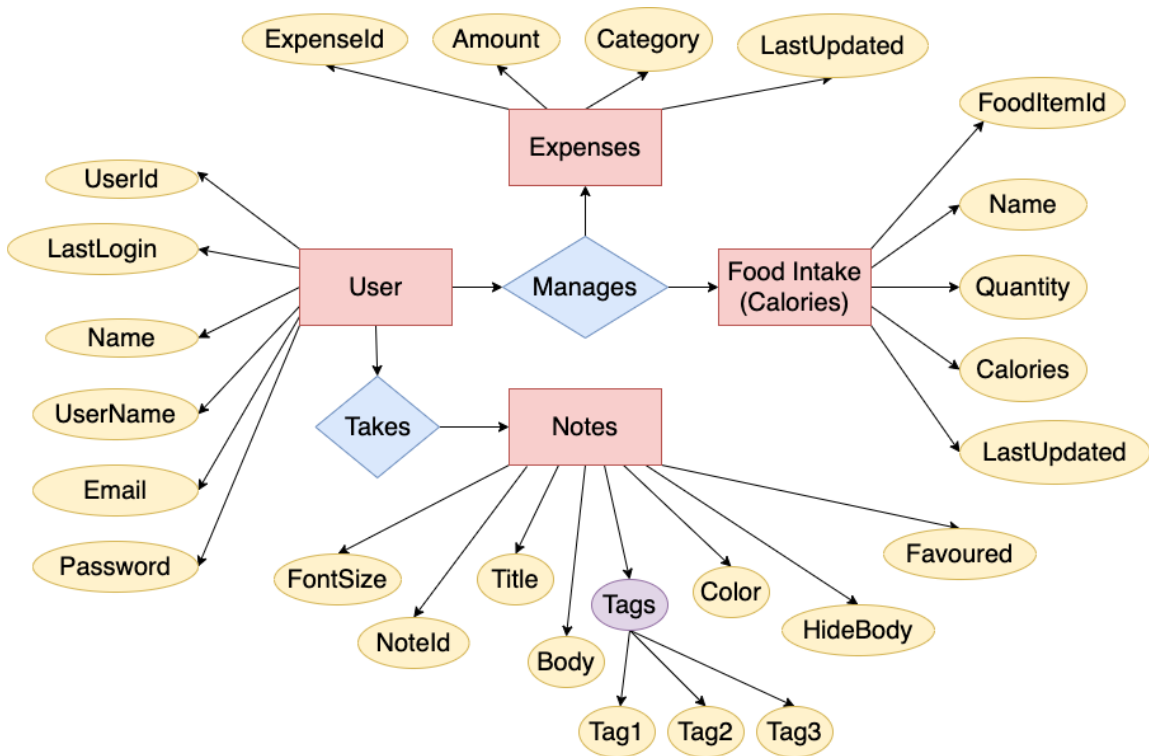 ExpenseId
Amount
Category
LastUpdated
Expenses
FoodItemId
UserId
Name
LastLogin
User
Manages
Food Intake
(Calories)
Quantity
Name
Calories
UserName
Takes
Notes
LastUpdated
Email
Password
FontSize
Title
Tags
Color
Favoured
NoteId
Body
HideBody
Tag1
Tag2
Tag3